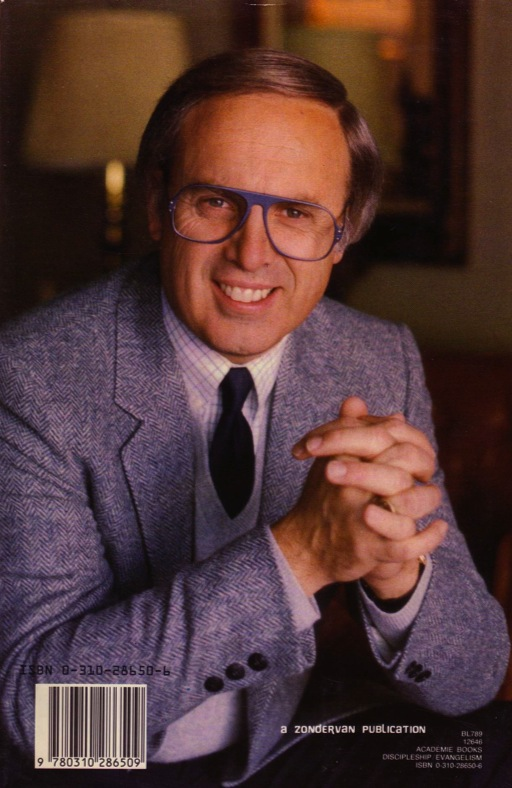 ISBN 0-310-28650-6
9 780310 286509
a ZONDERVAN PUBLICATION
BL789
12646
ACADEMIE BOOKS
DISCIPLESHIP, EVANGELISM
ISBN 0-310-28650-6